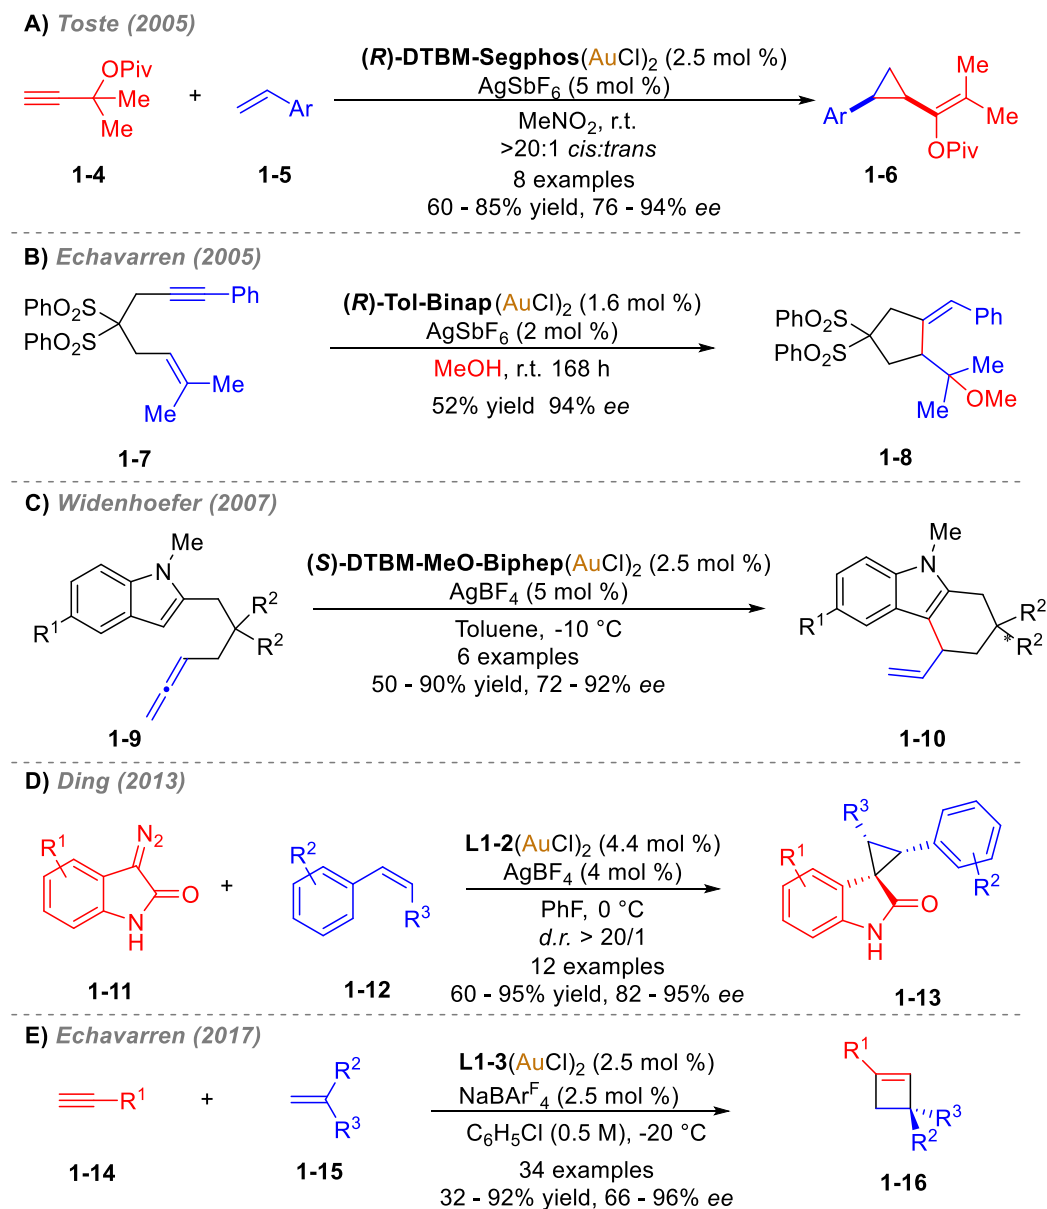 A) Toste (2005)
OPiv
Me
Me
1-4
+
Ar
1-5
(R)-DTBM-Segphos(AuCl)2 (2.5 mol %)
AgSbF6 (5 mol %)
MeNO2, r.t.
>20:1 cis:trans
8 examples
60 - 85% yield, 76 - 94% ee
Me
Ar
Me
OPiv
1-6
B) Echavarren (2005)
Ph
PhO2S
PhO2S
Me
Me
1-7
(R)-Tol-Binap(AuCl)2 (1.6 mol %)
AgSbF6 (2 mol %)
MeOH, r.t. 168 h
52% yield 94% ee
Ph
PhO2S
PhO2S
Me
OMe
Me
1-8
C) Widenhoefer (2007)
Me
N
R2
R1
R2
1-9
(S)-DTBM-MeO-Biphep(AuCl)2 (2.5 mol %)
AgBF4 (5 mol %)
Toluene, -10 °C
6 examples
50 - 90% yield, 72 - 92% ee
Me
N
R2
R1
*R2
1-10
D) Ding (2013)
N2
R1
O
N
H
1-11
+
R2
R3
1-12
L1-2(AuCl)2 (4.4 mol %)
AgBF4 (4 mol %)
PhF, 0 °C
d.r. > 20/1
12 examples
60 - 95% yield, 82 - 95% ee
R3
R1
R2
O
N
H
1-13
E) Echavarren (2017)
R1
1-14
+
R2
R3
1-15
L1-3(AuCl)2 (2.5 mol %)
NaBArF4 (2.5 mol %)
C6H5Cl (0.5 M), -20 °C
34 examples
32 - 92% yield, 66 - 96% ee
R1
R3
R2
1-16